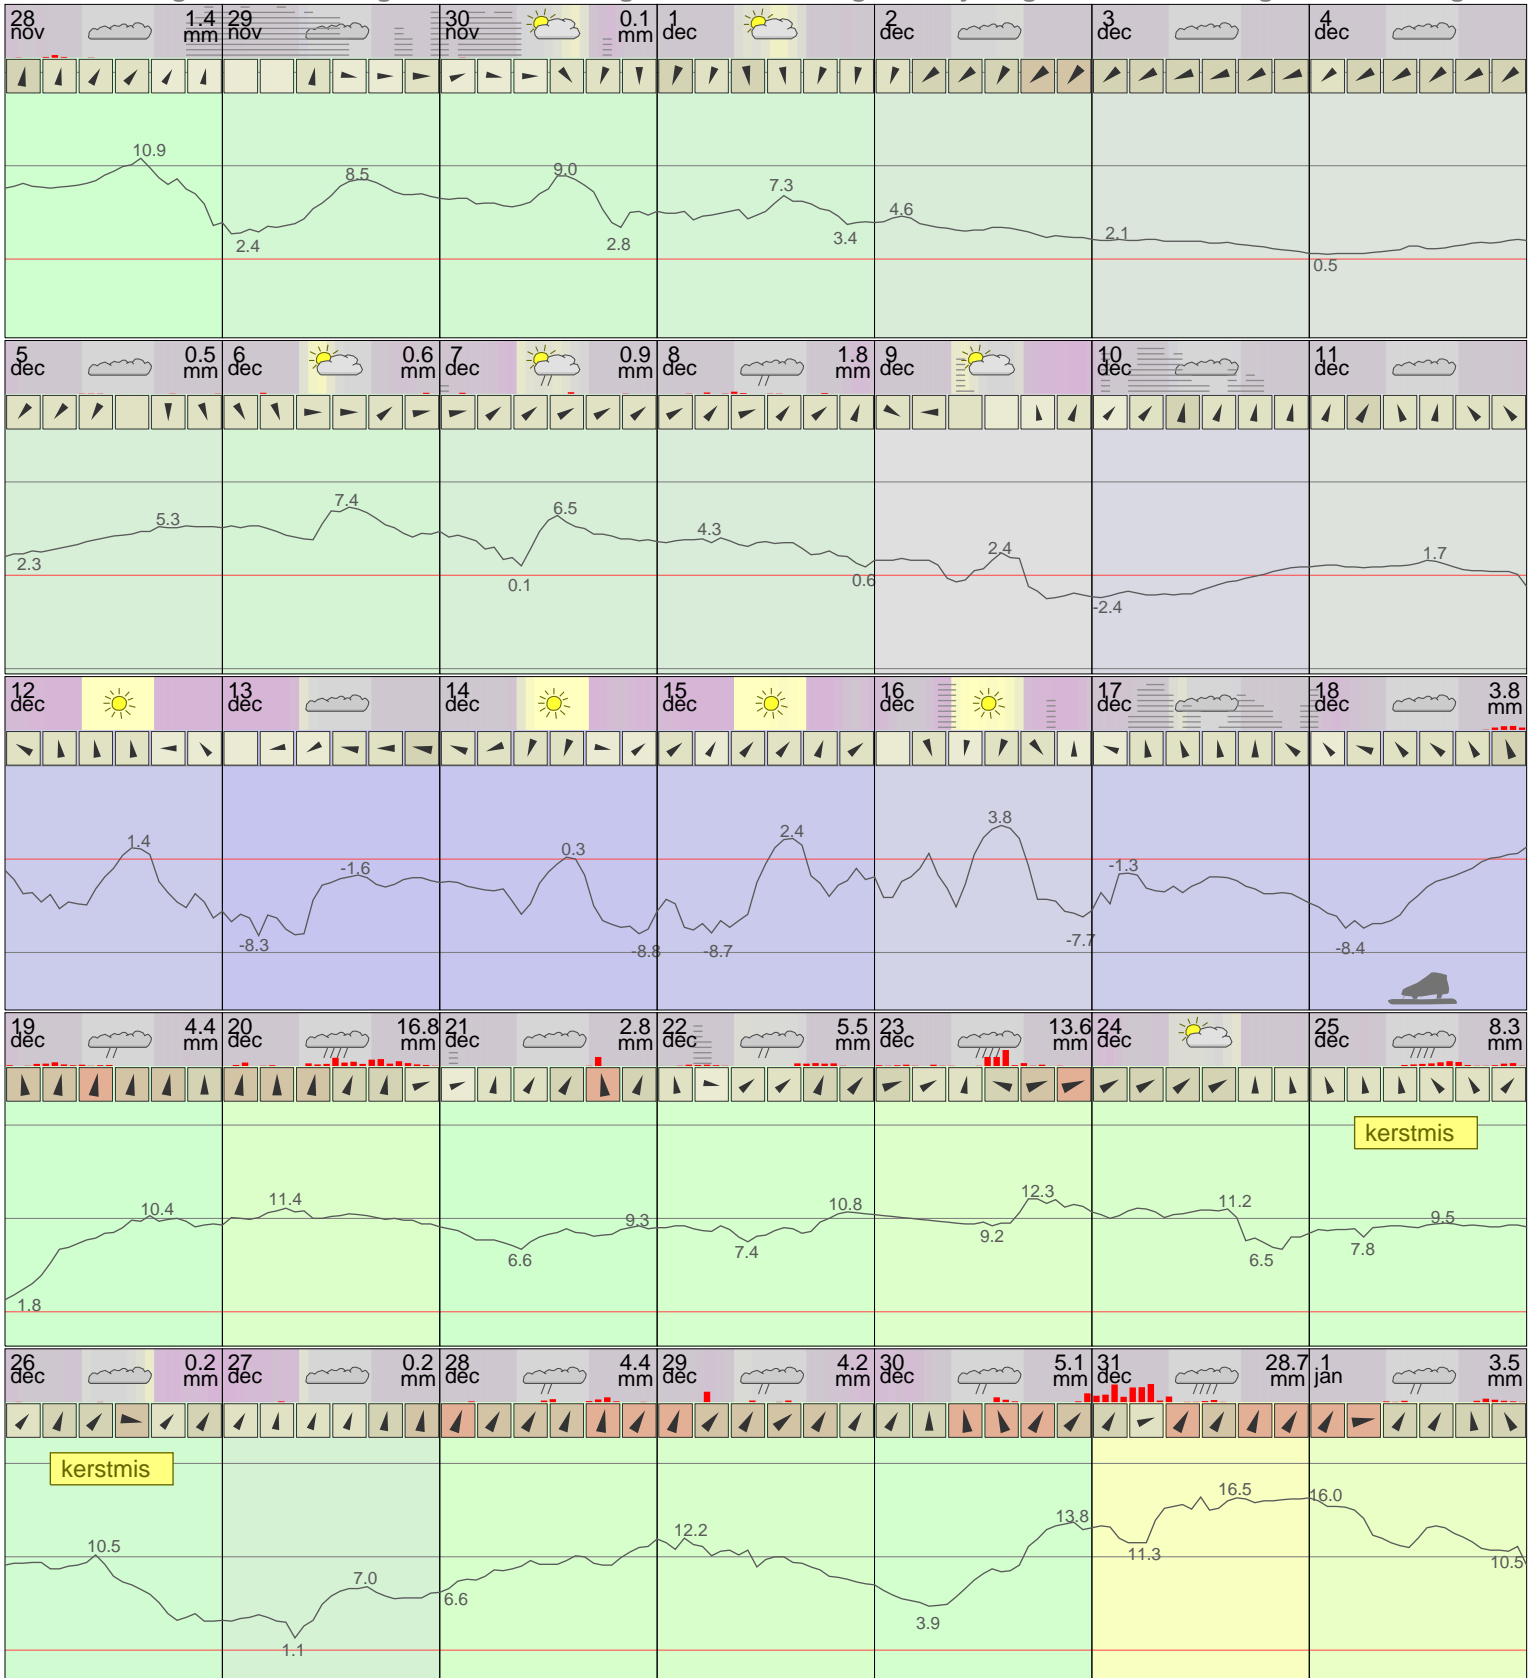 28 nov 1.4 mm
29 nov
30 nov 0.1 mm
1 dec
2 dec
3 dec
4 dec
10.9
2.4
8.5
9.0
2.8
7.3
3.4
4.6
2.1
0.5
5 dec 0.5 mm
6 dec 0.6 mm
7 dec 0.9 mm
8 dec 1.8 mm
9 dec
10 dec
11 dec
2.3
5.3
7.4
0.1
6.5
4.3
0.6
2.4
-2.4
1.7
12 dec
13 dec
14 dec
15 dec
16 dec
17 dec
18 dec 3.8 mm
1.4
-8.3
-1.6
0.3
-8.8
-8.7
2.4
3.8
-7.7
-1.3
-8.4
19 dec 4.4 mm
20 dec 16.8 mm
21 dec 2.8 mm
22 dec 5.5 mm
23 dec 13.6 mm
24 dec
25 dec 8.3 mm
kerstmis
1.8
10.4
11.4
6.6
9.3
7.4
10.8
9.2
12.3
11.2
6.5
7.8
9.5
26 dec 0.2 mm
27 dec 0.2 mm
28 dec 4.4 mm
29 dec 4.2 mm
30 dec 5.1 mm
31 dec 28.7 mm
1 jan 3.5 mm
kerstmis
10.5
1.1
7.0
6.6
12.2
3.9
13.8
11.3
16.5
16.0
10.5